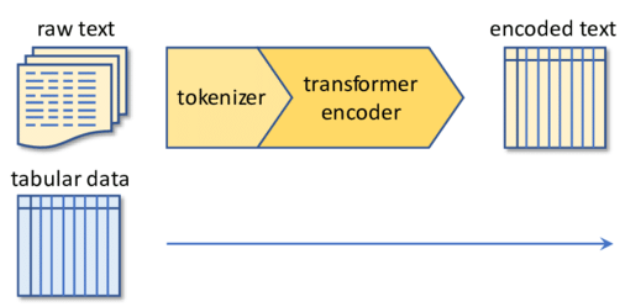 raw text
tokenizer
transformer
encoder
encoded text
tabular data